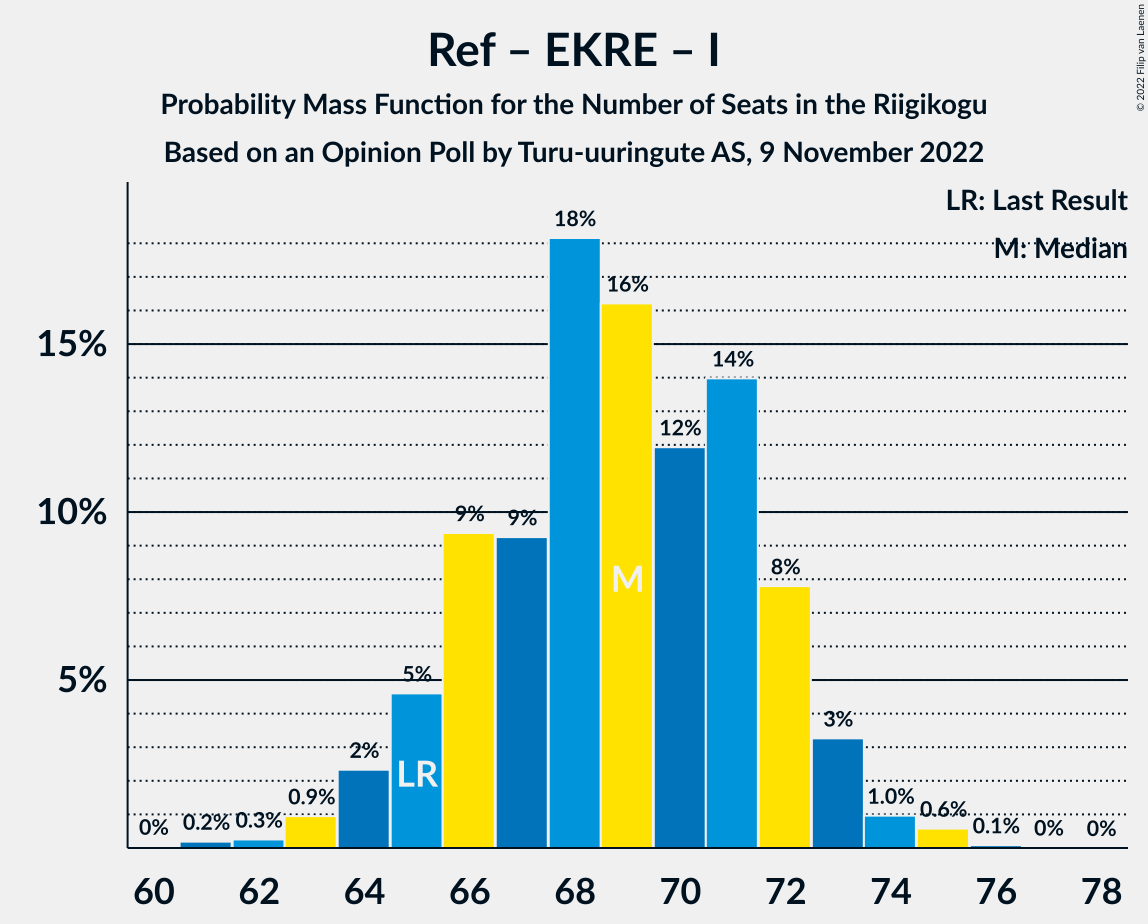 Ref – EKRE – I
Probability Mass Function for the Number of Seats in the Riigikogu
Based on an Opinion Poll by Turu-uuringute AS, 9 November 2022
© 2022 Filip van Laenen
LR: Last Result
M: Median
15%
10%
5%
0%
0.2%
0.3%
0.9%
2%
5%
9%
9%
18%
16%
12%
14%
8%
3%
1.0%
0.6%
0.1%
0%
0%
LR
M
60 62 64 66 68 70 72 74 76 78